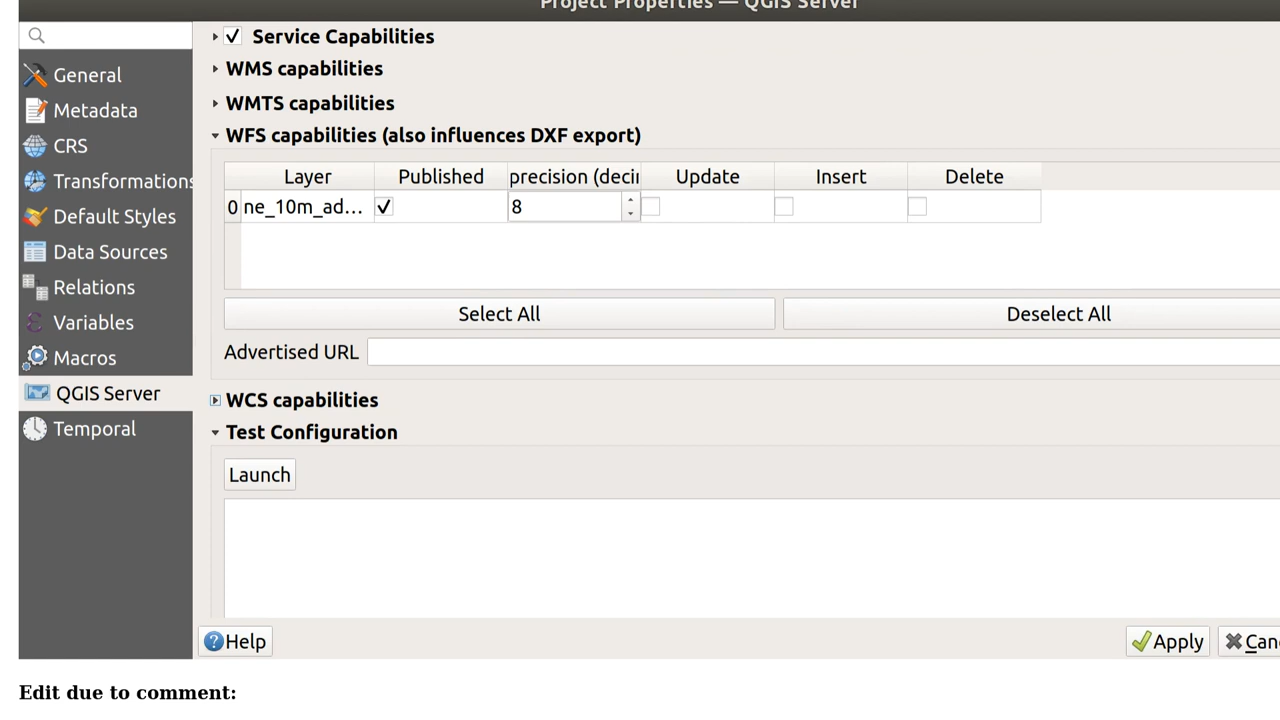 Project Properties — QGIS Server
Service Capabilities
General
WMS capabilities
Metadata
WMTS capabilities
CRS
WFS capabilities (also influences DXF export)
Transformations
Layer Published precision (deci Update Insert Delete
Default Styles
0 ne_10m_ad... 8
Data Sources
Relations
Select All Deselect All
Variables
Advertised URL
Macros
QGIS Server
WCS capabilities
Temporal
Test Configuration
Launch
Help Apply Can
Edit due to comment: